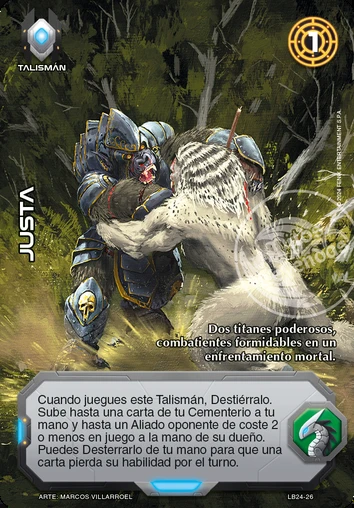 TALISMÁN
1
JUSTA
Dos titanes poderosos,
combatientes formidables en un
enfrentamiento mortal.
Cuando juegues este Talismán, Destiérralo.
Sube hasta una carta de tu Cementerio a tu
mano y hasta un Aliado oponente de coste 2
o menos en juego a la mano de su dueño.
Puedes Desterrarlo de tu mano para que una
carta pierda su habilidad por el turno.
ARTE: MARCOS VILLARROEL
LB24-26